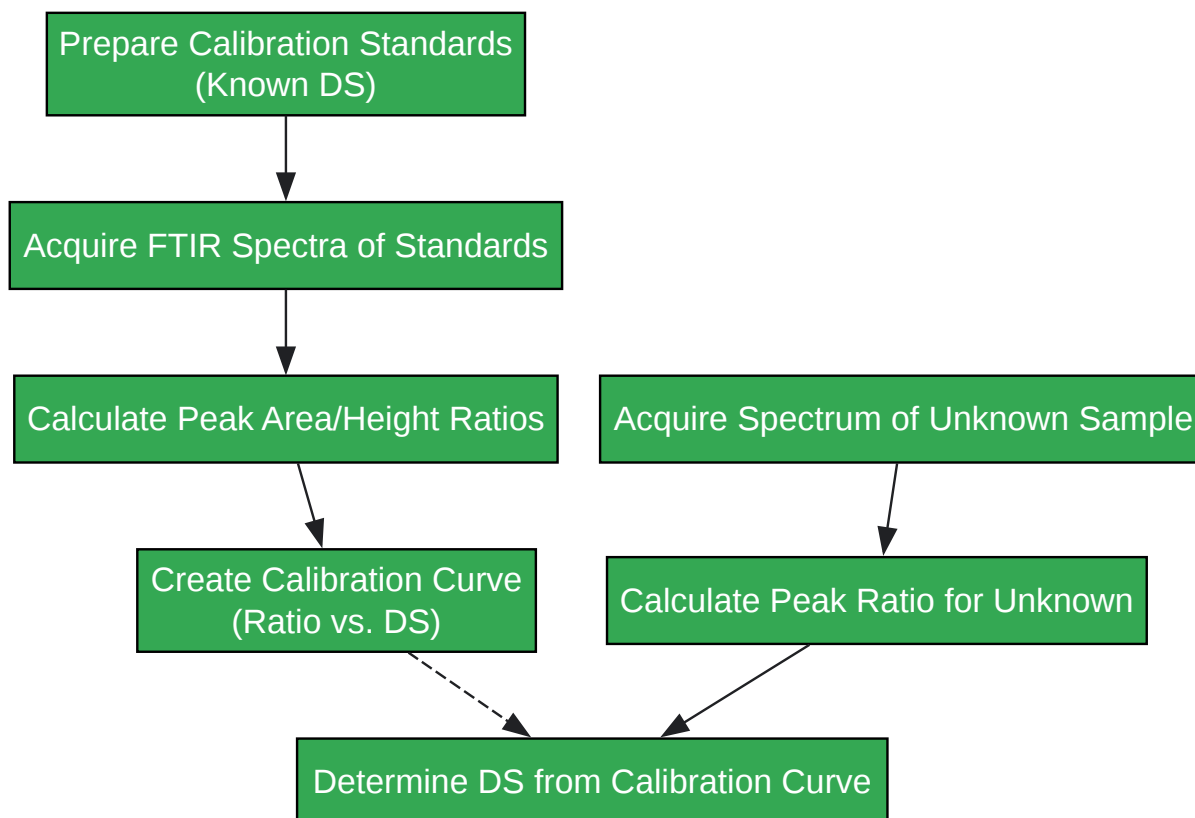 Prepare Calibration Standards
(Known DS)
Acquire FTIR Spectra of Standards
Calculate Peak Area/Height Ratios
Acquire Spectrum of Unknown Sample
Create Calibration Curve
(Ratio vs. DS)
Calculate Peak Ratio for Unknown
Determine DS from Calibration Curve